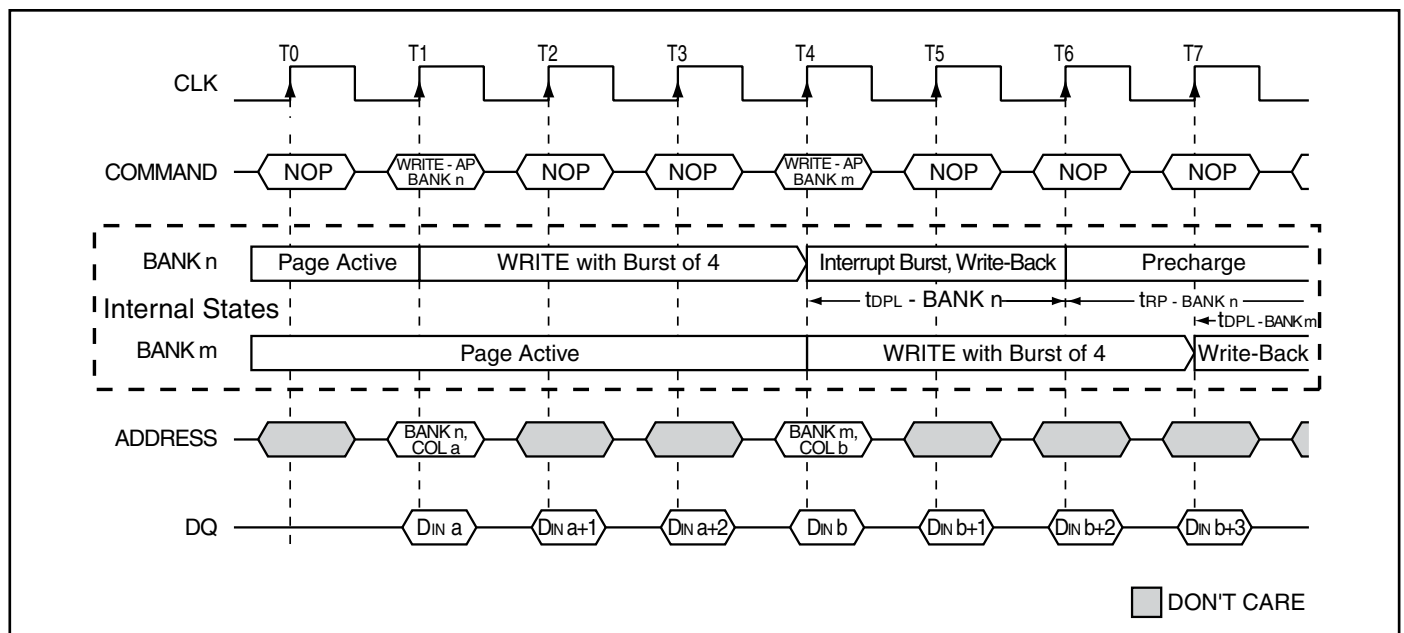 T0 T1 T2 T3 T4 T5 T6 T7
CLK
COMMAND NOP WRITE - AP BANK n NOP NOP WRITE - AP BANK m NOP NOP NOP
BANK n Page Active WRITE with Burst of 4 Interrupt Burst, Write-Back Precharge
Internal States tDPL - BANK n tRP - BANK n
tDPL - BANK m
BANK m Page Active WRITE with Burst of 4 Write-Back
ADDRESS BANK n, COL a BANK m, COL b
DQ DIN a DIN a+1 DIN a+2 DIN b DIN b+1 DIN b+2 DIN b+3
DON'T CARE